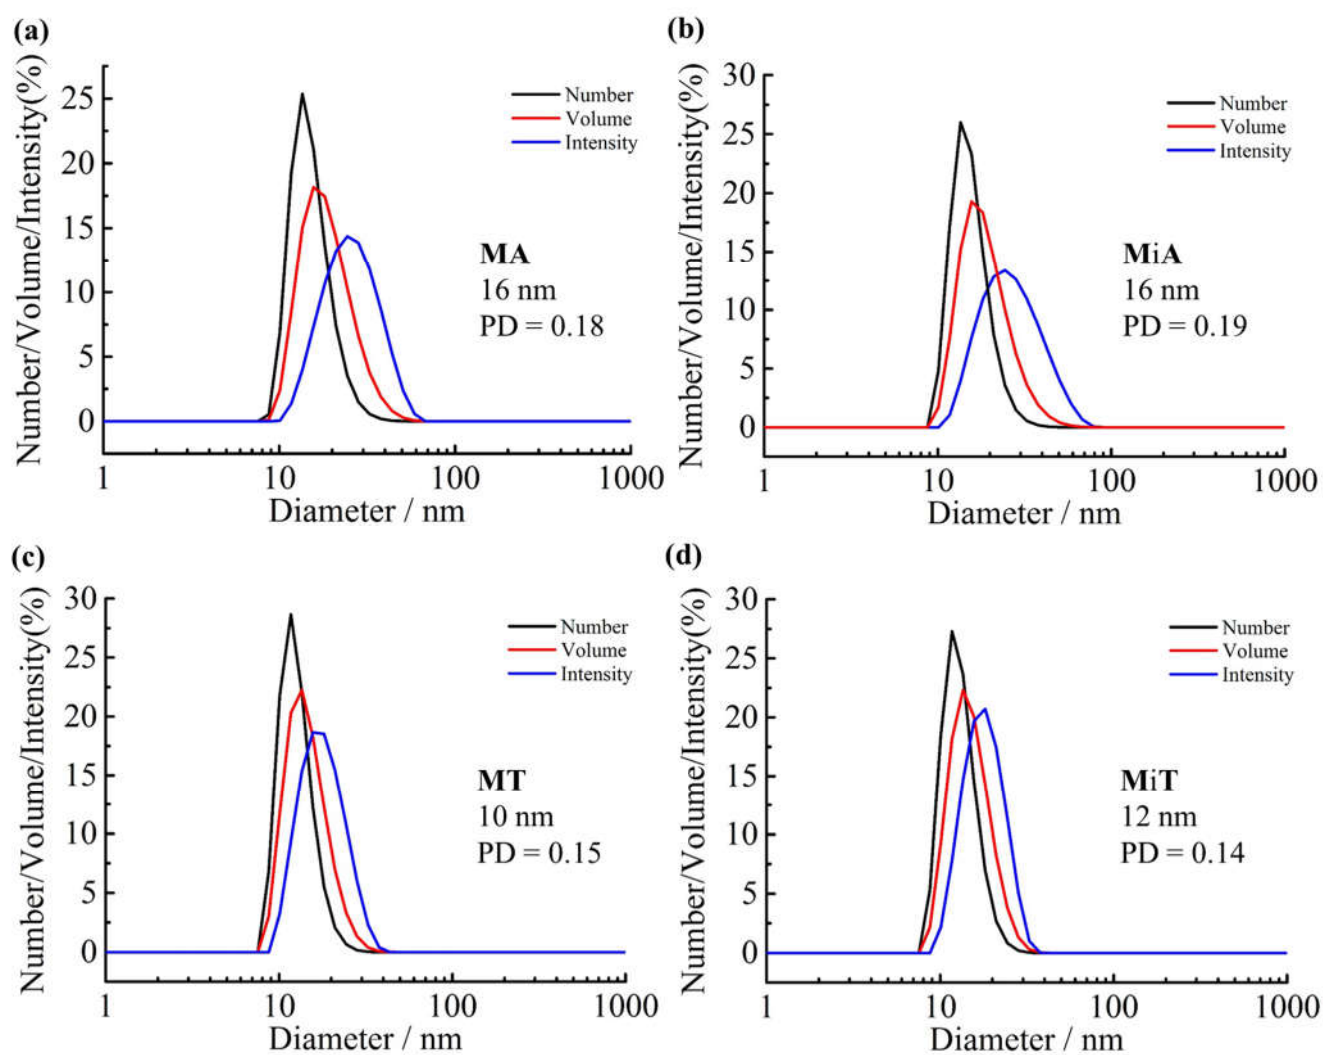 (a)
Number/Volume/Intensity(%)
25
20
15
10
5
0
Number
Volume
Intensity
MA
16 nm
PD = 0.18
1
10
100
1000
Diameter / nm
(b)
Number/Volume/Intensity(%)
30
25
20
15
10
5
0
Number
Volume
Intensity
MiA
16 nm
PD = 0.19
1
10
100
1000
Diameter / nm
(c)
Number/Volume/Intensity(%)
30
25
20
15
10
5
0
Number
Volume
Intensity
MT
10 nm
PD = 0.15
1
10
100
1000
Diameter / nm
(d)
Number/Volume/Intensity(%)
30
25
20
15
10
5
0
Number
Volume
Intensity
MiT
12 nm
PD = 0.14
1
10
100
1000
Diameter / nm